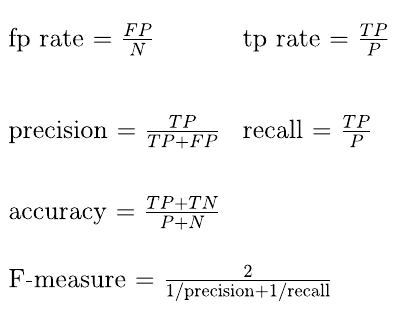 fp rate = FP/N tp rate = TP/P
precision = TP/TP+FP recall = TP/P
accuracy = TP+TN/P+N
F-measure = 2/1/precision+1/recall